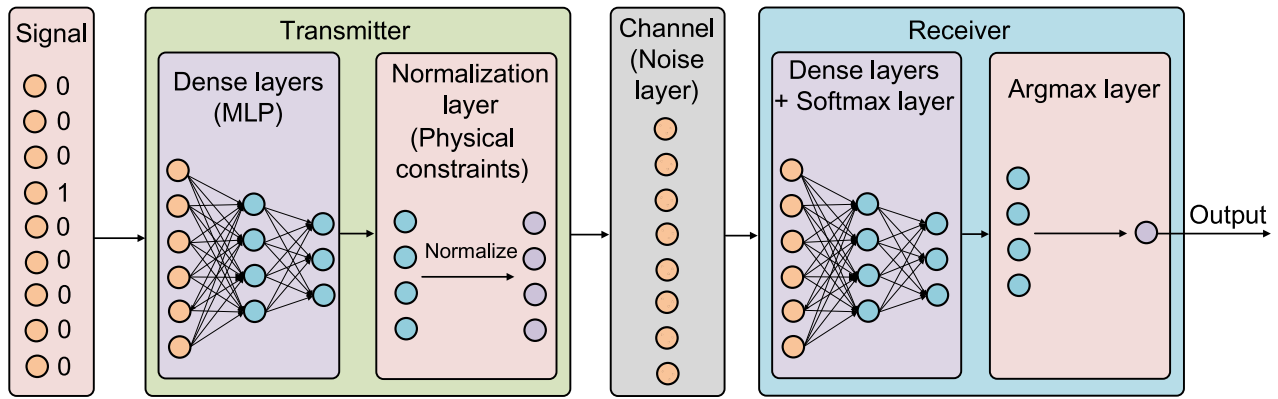 Signal
0
0
0
1
0
0
0
0
0
Transmitter
Dense layers
(MLP)
Normalization
layer
(Physical
constraints)
Normalize
Channel
(Noise
layer)
Receiver
Dense layers
+ Softmax layer
Argmax layer
Output